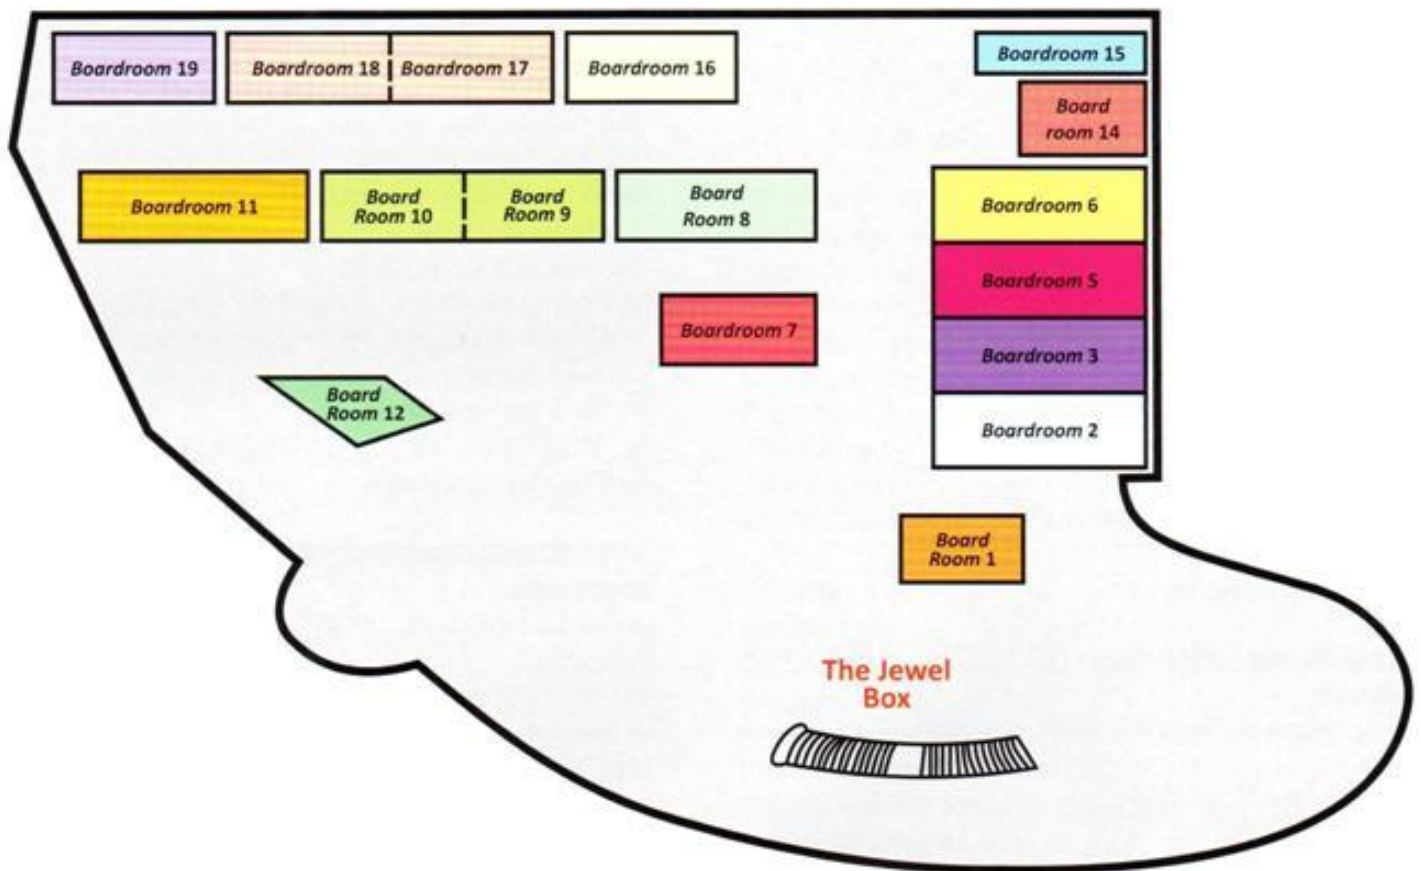 Boardroom 19
Boardroom 18
Boardroom 17
Boardroom 16
Boardroom 15
Board
room 14
Boardroom 11
Board
Room 10
Board
Room 9
Board
Room 8
Boardroom 6
Boardroom 5
Boardroom 7
Boardroom 3
Board
Room 12
Boardroom 2
Board
Room 1
The Jewel
Box